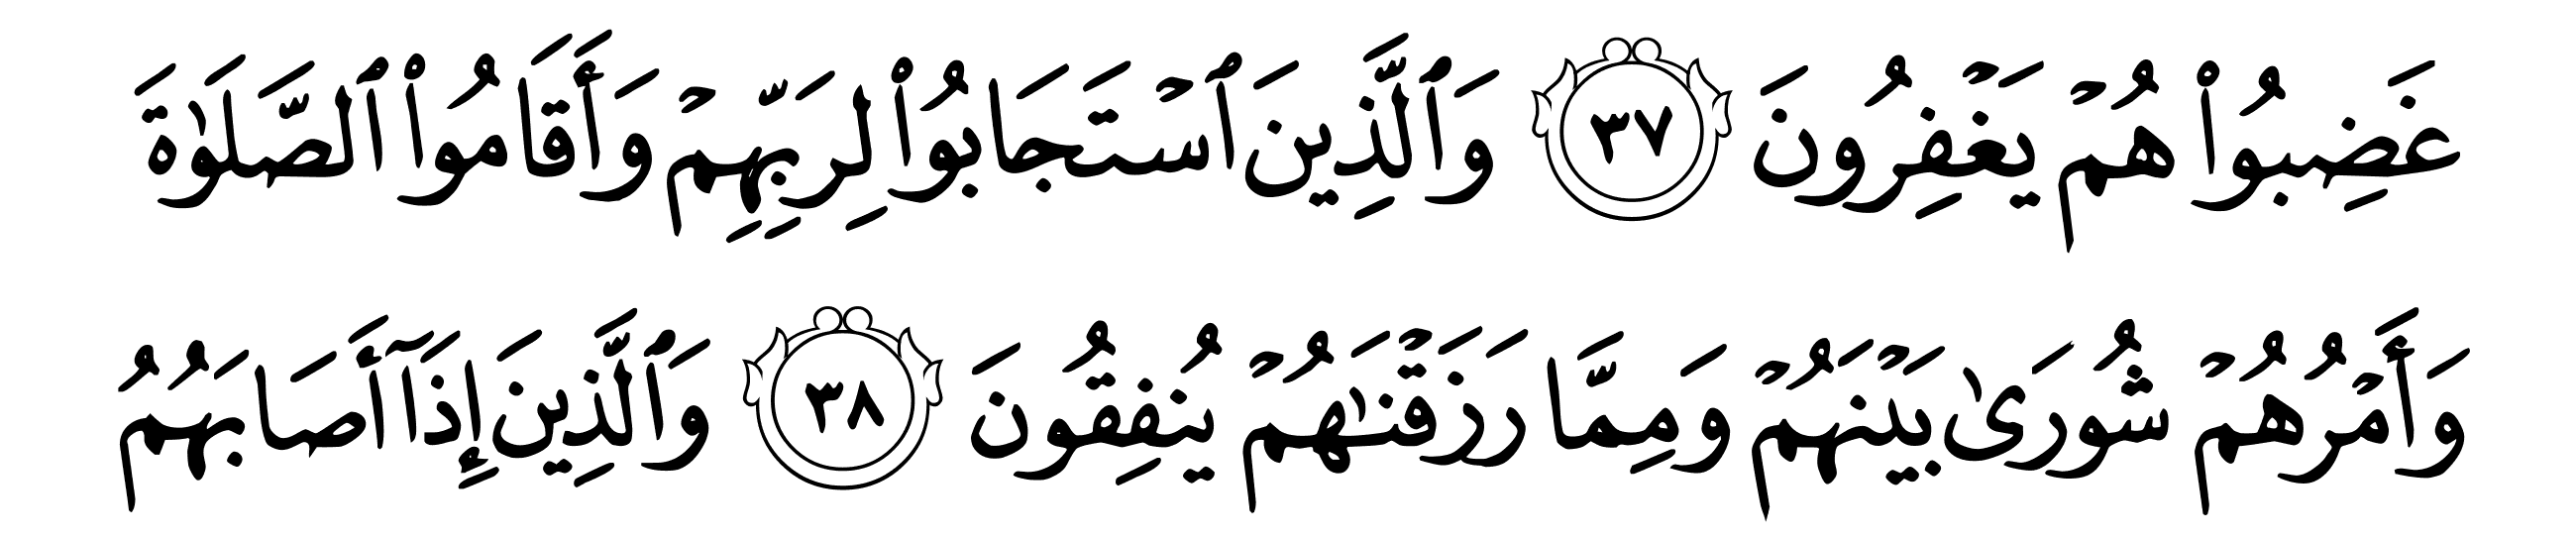 غَضِبُوا۟ هُمْ يَغْفِرُونَ ٣٧ وَٱلَّذِينَ ٱسْتَجَابُوا۟ لِرَبِّهِمْ وَأَقَامُوا۟ ٱلصَّلَوٰةَ
وَأَمْرُهُمْ شُورَىٰ بَيْنَهُمْ وَمِمَّا رَزَقْنَـٰهُمْ يُنفِقُونَ ٣٨ وَٱلَّذِينَ إِذَآ أَصَابَهُمُ